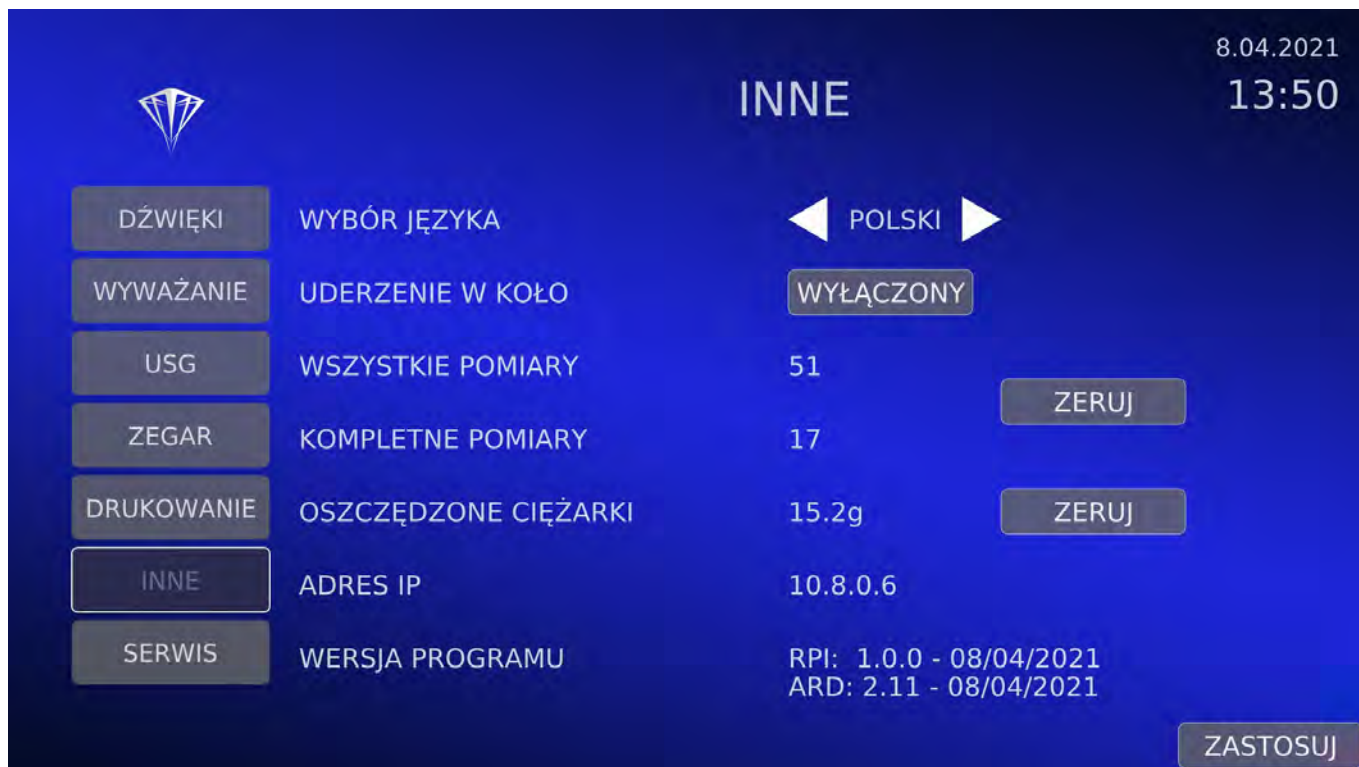 8.04.2021
INNE
13:50
DŹWIĘKI
WYBÓR JĘZYKA
POLSKI
WYWAŻANIE
UDERZENIE W KOŁO
WYŁĄCZONY
USG
WSZYSTKIE POMIARY
51
ZERUJ
ZEGAR
KOMPLETNE POMIARY
17
DRUKOWANIE
OSZCZĘDZONE CIĘŻARKI
15.2g
ZERUJ
INNE
ADRES IP
10.8.0.6
SERWIS
WERSJA PROGRAMU
RPI: 1.0.0 - 08/04/2021
ARD: 2.11 - 08/04/2021
ZASTOSUJ